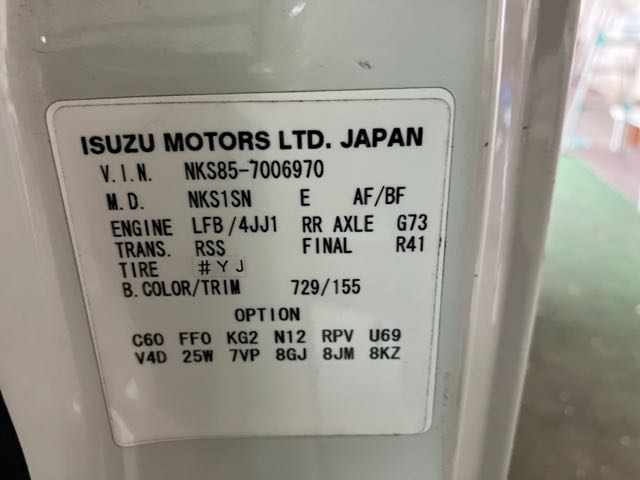 ISUZU MOTORS LTD. JAPAN
V.I.N. NKS85-7006970
M.D. NKS1SN E AF/BF
ENGINE LFB/4JJ1 RR AXLE G73
TRANS. RSS FINAL R41
TIRE #YJ
B.COLOR/TRIM 729/155
OPTION
C60 FF0 KG2 N12 RPV U69
V4D 25W 7VP 8GJ 8JM 8KZ